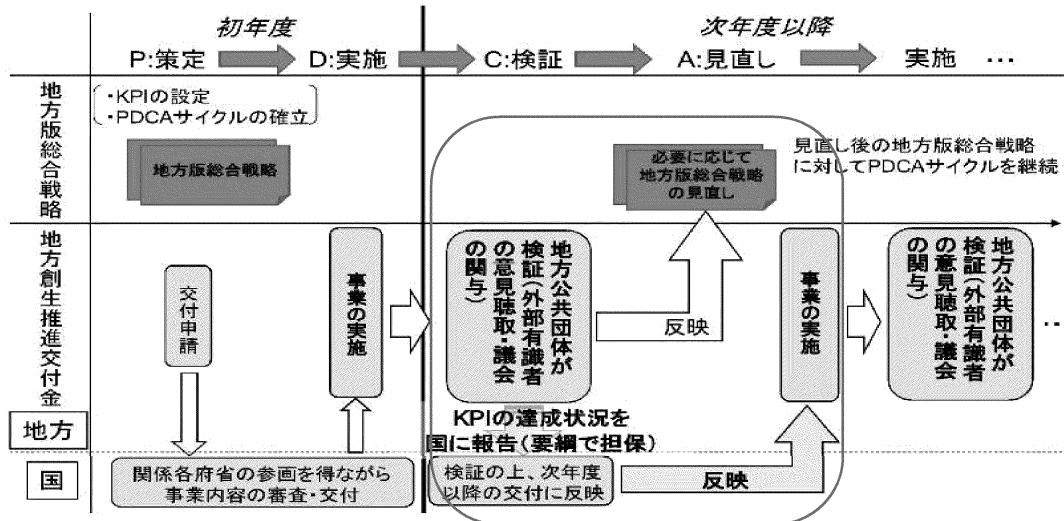 初年度
次年度以降
P:策定
D:実施
C:検証
A:見直し
実施
…
地方版総合戦略
・KPIの設定
・PDCAサイクルの確立
地方版総合戦略
必要に応じて
地方版総合戦略
の見直し
見直し後の地方版総合戦略
に対してPDCAサイクルを継続
地方創生推進交付金
交付申請
事業の実施
地方公共団体が
検証(外部有識者
の意見聴取・議会
の関与)
反映
事業の実施
地方公共団体が
検証(外部有識者
の意見聴取・議会
の関与)
…
地方
KPIの達成状況を
国に報告(要綱で担保)
国
関係各府省の参画を得ながら
事業内容の審査・交付
検証の上、次年度
以降の交付に反映
反映